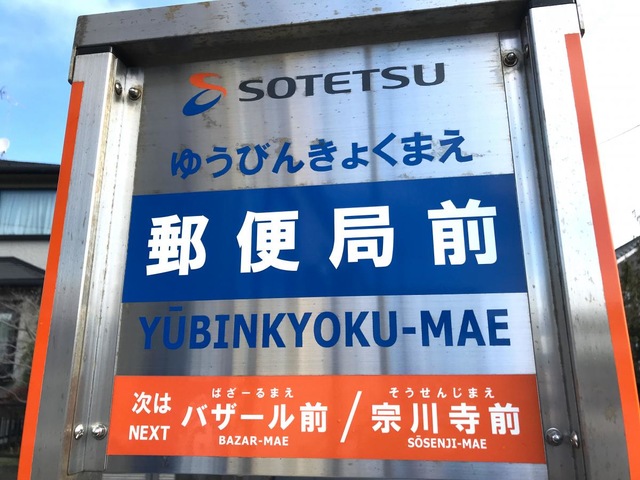 SOTETSU
ゆうびんきょくまえ
郵便局前
YŪBINKYOKU-MAE
次は NEXT
ばざーるまえ
バザール前
BAZAR-MAE
/
そうせんじまえ
宗川寺前
SŌSENJI-MAE